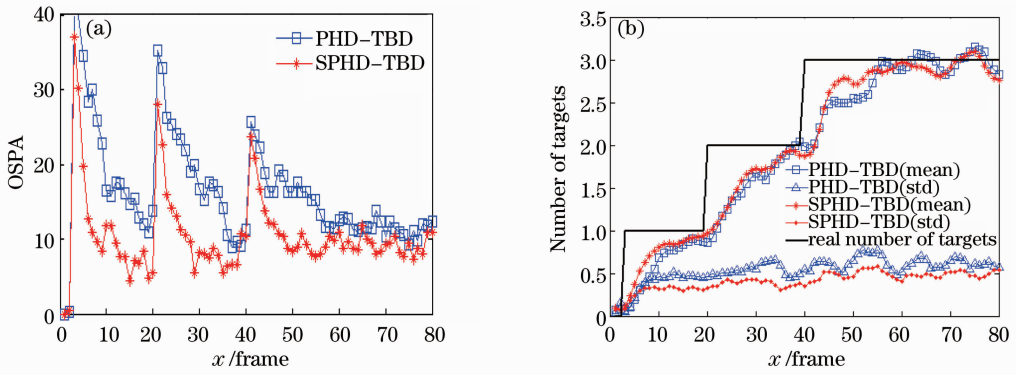 (a)
PHD-TBD
SPHD-TBD
OSPA
40
30
20
10
0
0 10 20 30 40 50 60 70 80
x /frame
(b)
Number of targets
3.5
3.0
2.5
2.0
1.5
1.0
0.5
0
PHD-TBD(mean)
PHD-TBD(std)
SPHD-TBD(mean)
SPHD-TBD(std)
real number of targets
0 10 20 30 40 50 60 70 80
x /frame